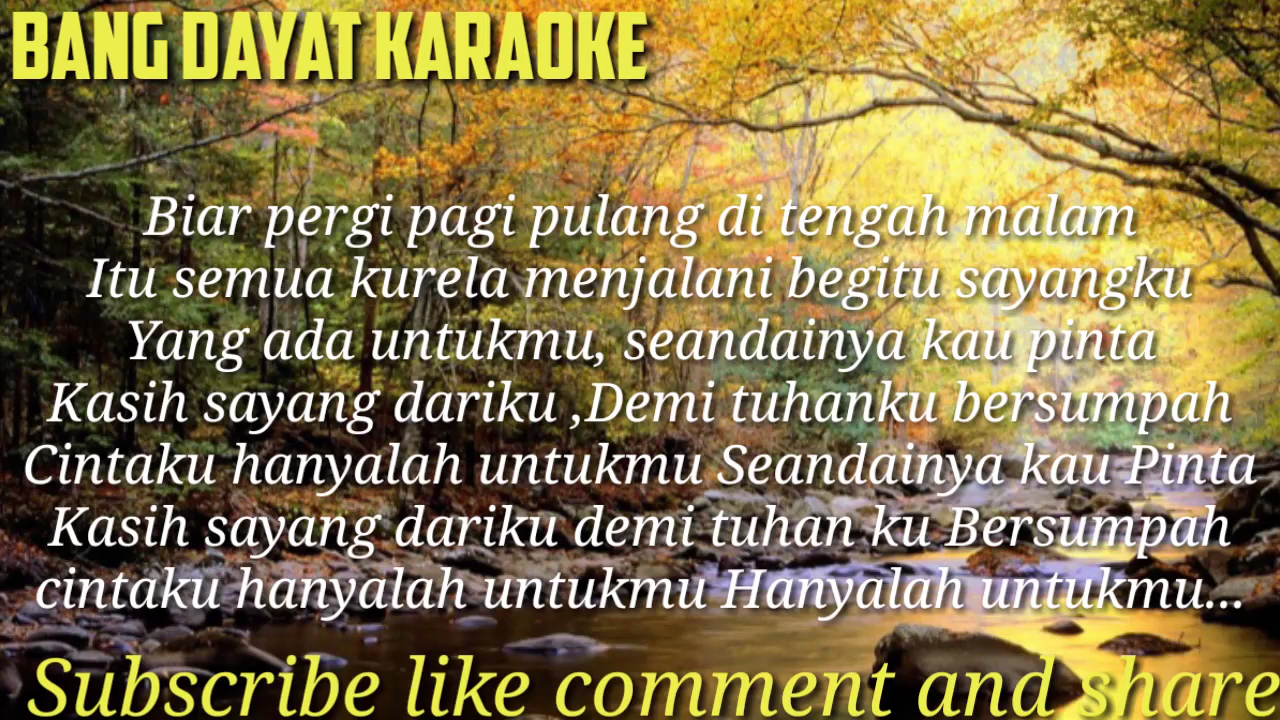 BANG DAYAT KARAOKE
Biar pergi pagi pulang di tengah malam
Itu semua kurela menjalani begitu sayangku
Yang ada untukmu, seandainya kau pinta
Kasih sayang dariku ,Demi tuhanku bersumpah
Cintaku hanyalah untukmu Seandainya kau Pinta
Kasih sayang dariku demi tuhan ku Bersumpah
cintaku hanyalah untukmu Hanyalah untukmu...
Subscribe like comment and share